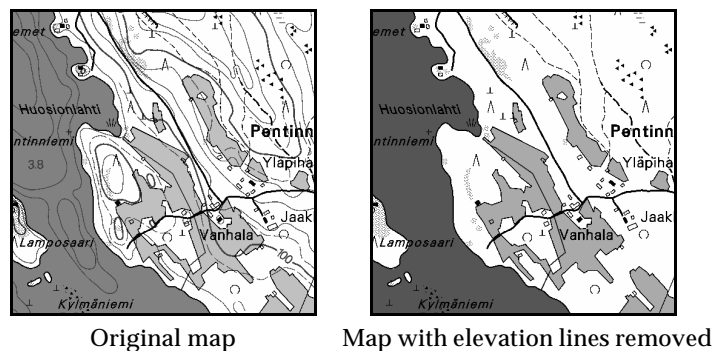 emet
Huosionlahti
ntinniemi
3.8
Pentinn
Yläpiha
Jaak
Vanhala
100
Lamposaari
Kylmäniemi
Original map
emet
Huosionlahti
ntinniemi
Pentinn
Yläpiha
Jaak
Vanhala
Lamposaari
Kylmäniemi
Map with elevation lines removed